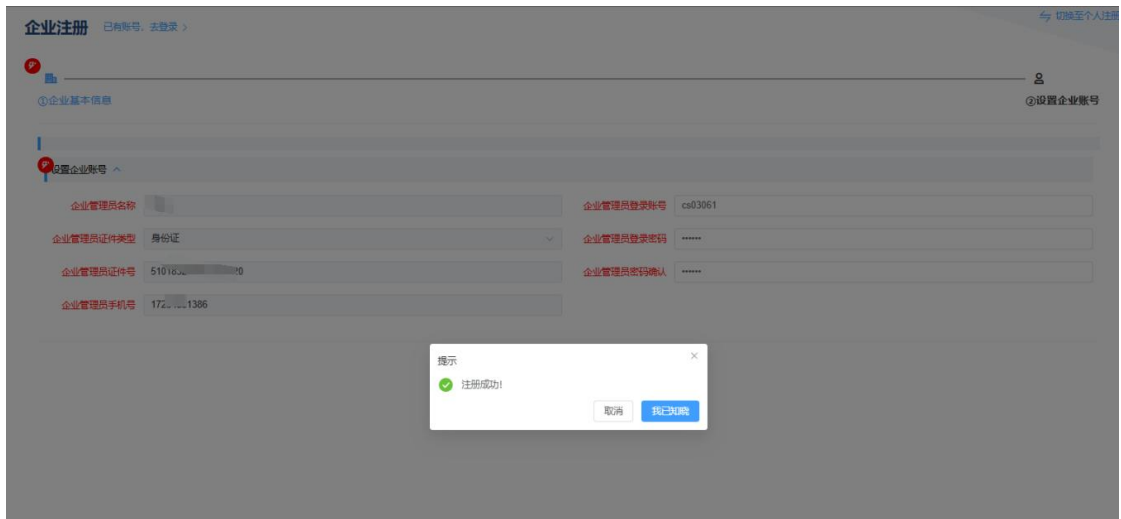 企业注册 已有账号，去登录 >
切换至个人注册
①企业基本信息
②设置企业账号
设置企业账号
企业管理员名称
企业管理员登录账号 cs03061
企业管理员证件类型 身份证
企业管理员登录密码 ••••••
企业管理员证件号
企业管理员密码确认 ••••••
企业管理员手机号 172 1386
提示
注册成功!
取消 我已知晓